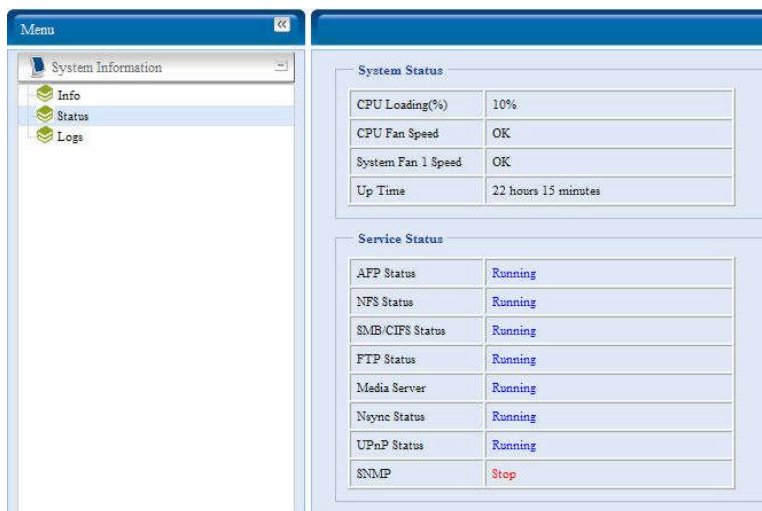 Menu
System Information
Info
Status
Logs
System Status
CPU Loading(%) 10%
CPU Fan Speed OK
System Fan 1 Speed OK
Up Time 22 hours 15 minutes
Service Status
AFP Status Running
NFS Status Running
SMB/CIFS Status Running
FTP Status Running
Media Server Running
Nsync Status Running
UPnP Status Running
SNMP Stop